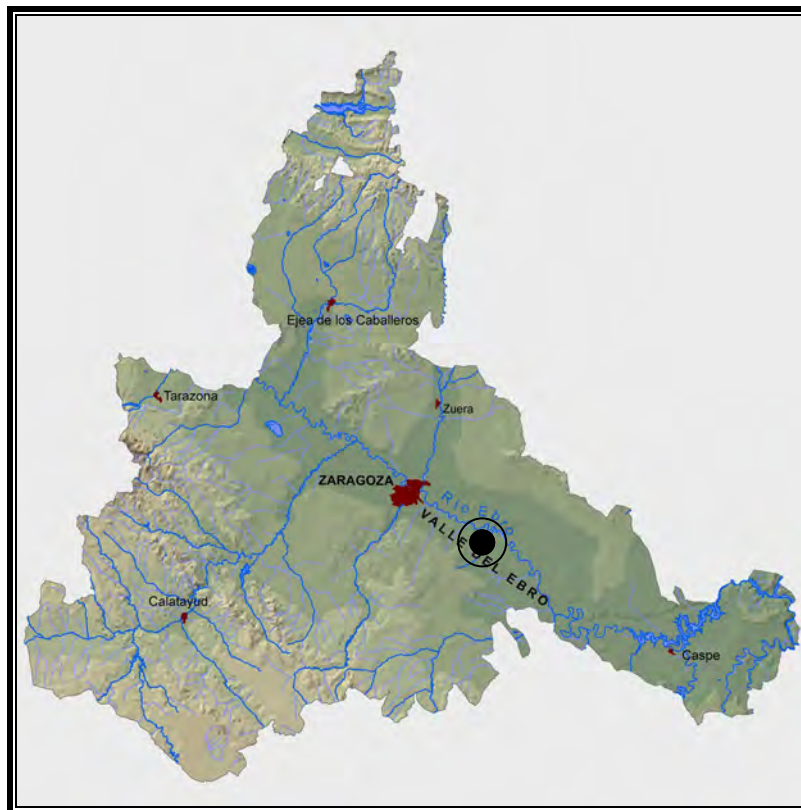 Ejea de los Caballeros
Tarazona
Zuera
ZARAGOZA
Río Ebro
VALLE DEL EBRO
Calatayud
Caspe